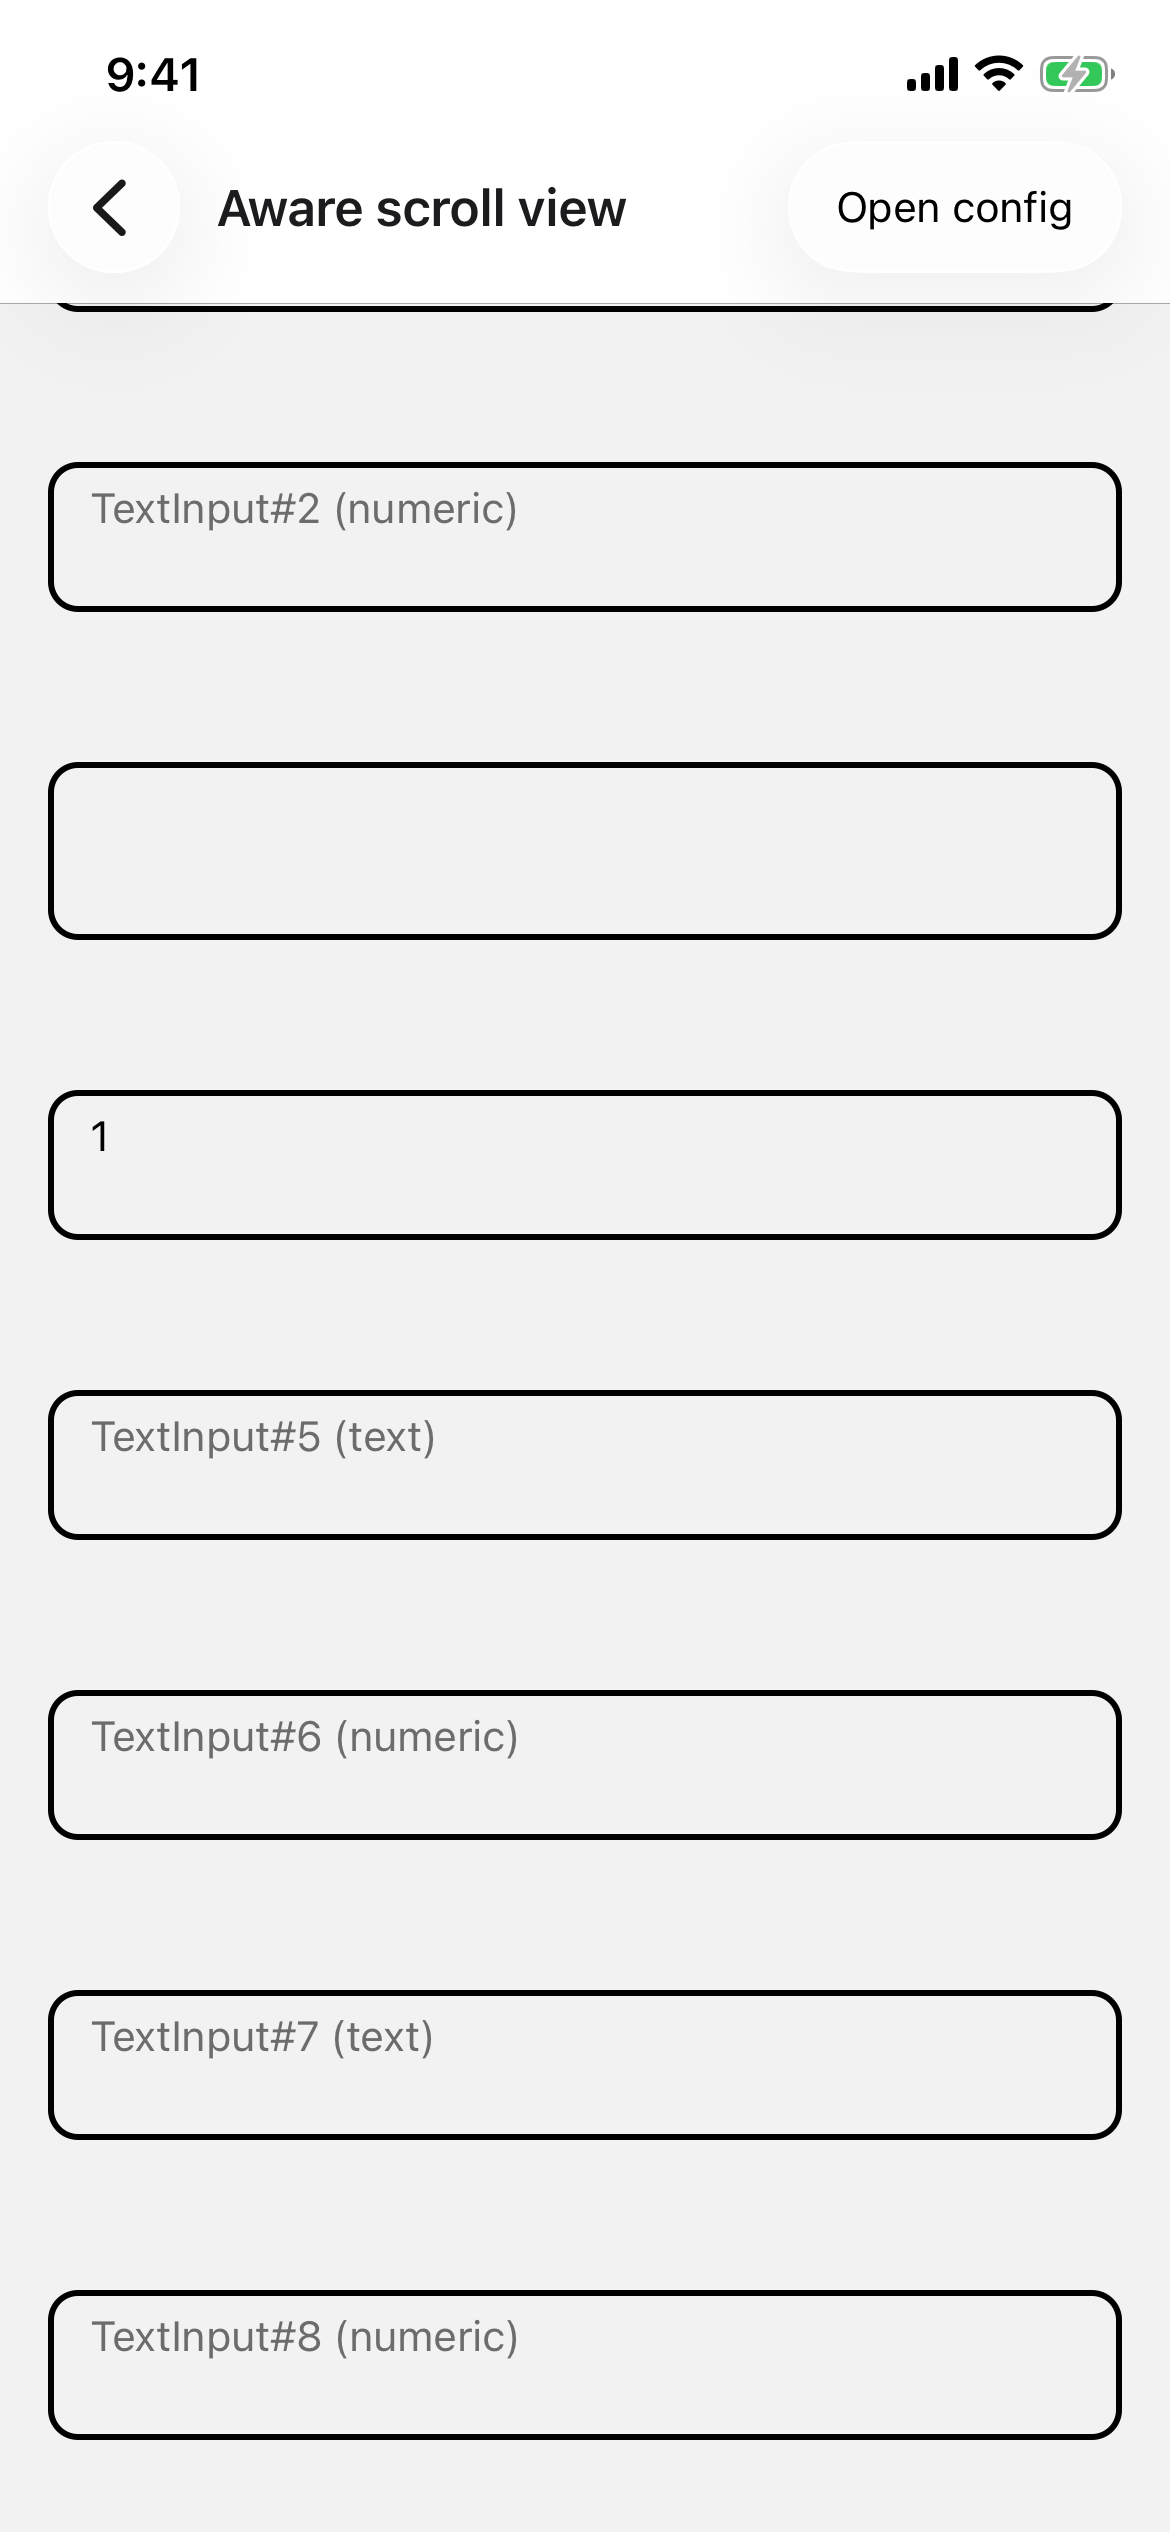 9:41
Aware scroll view
Open config
TextInput#2 (numeric)
1
TextInput#5 (text)
TextInput#6 (numeric)
TextInput#7 (text)
TextInput#8 (numeric)